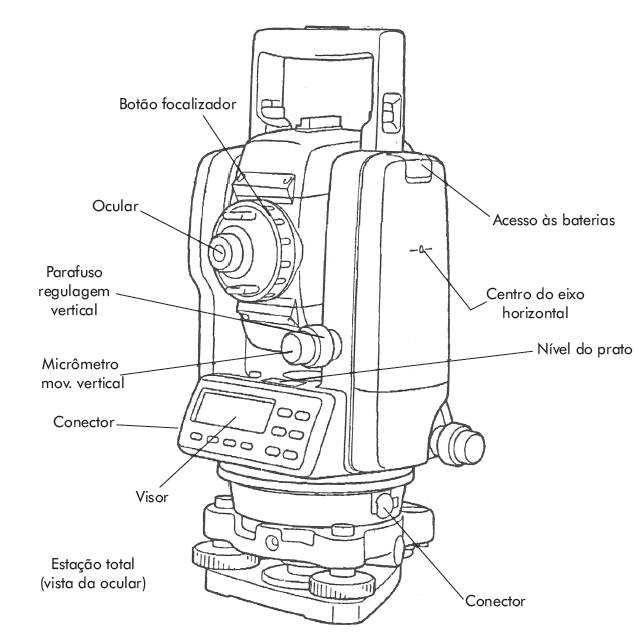 Botão focalizador
Ocular
Acesso às baterias
Parafuso
regulagem
vertical
Centro do eixo
horizontal
Nível do prato
Micrômetro
mov. vertical
Conector
Visor
Estação total
(vista da ocular)
Conector